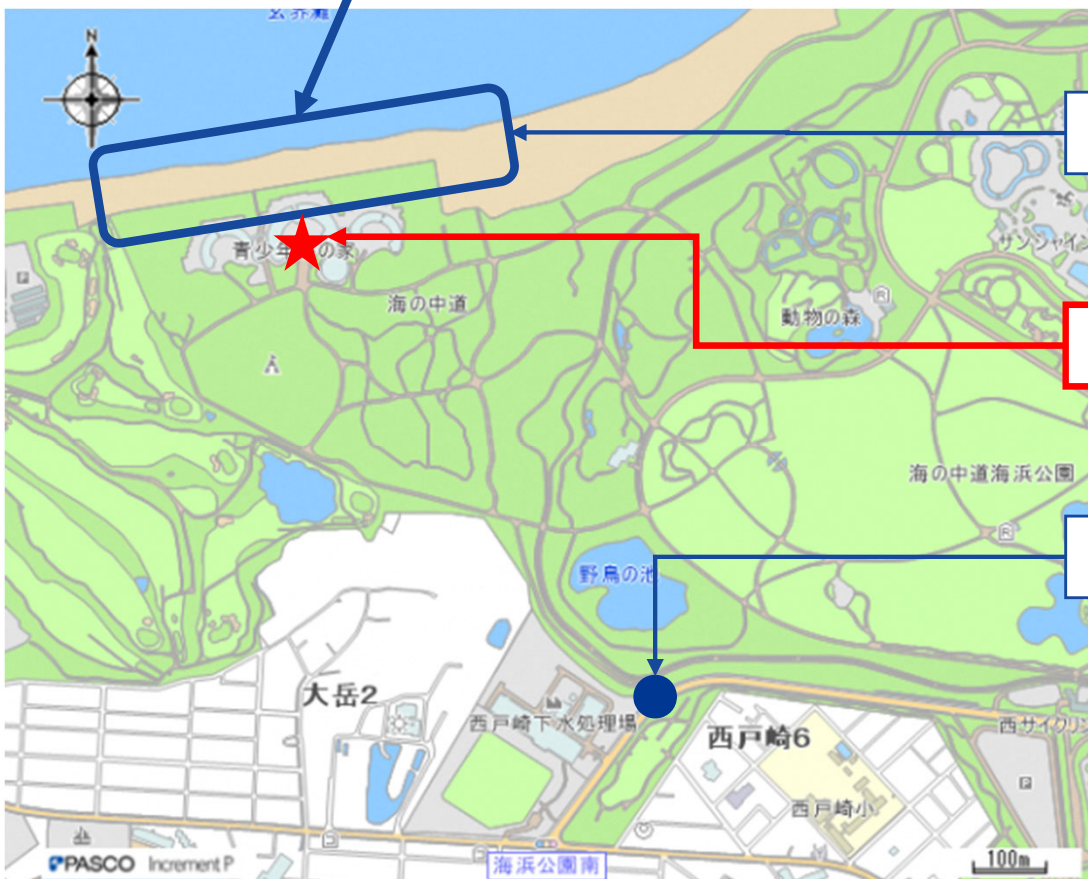 玄界灘
N
青少年
の家
海の中道
サンシャイン
動物の森
海の中道海浜公園
野鳥の池
大岳2
西戸崎下水処理場
西戸崎6
西サイクリン
西戸崎小
P
P
PASCO Increment P
海浜公園南
100m